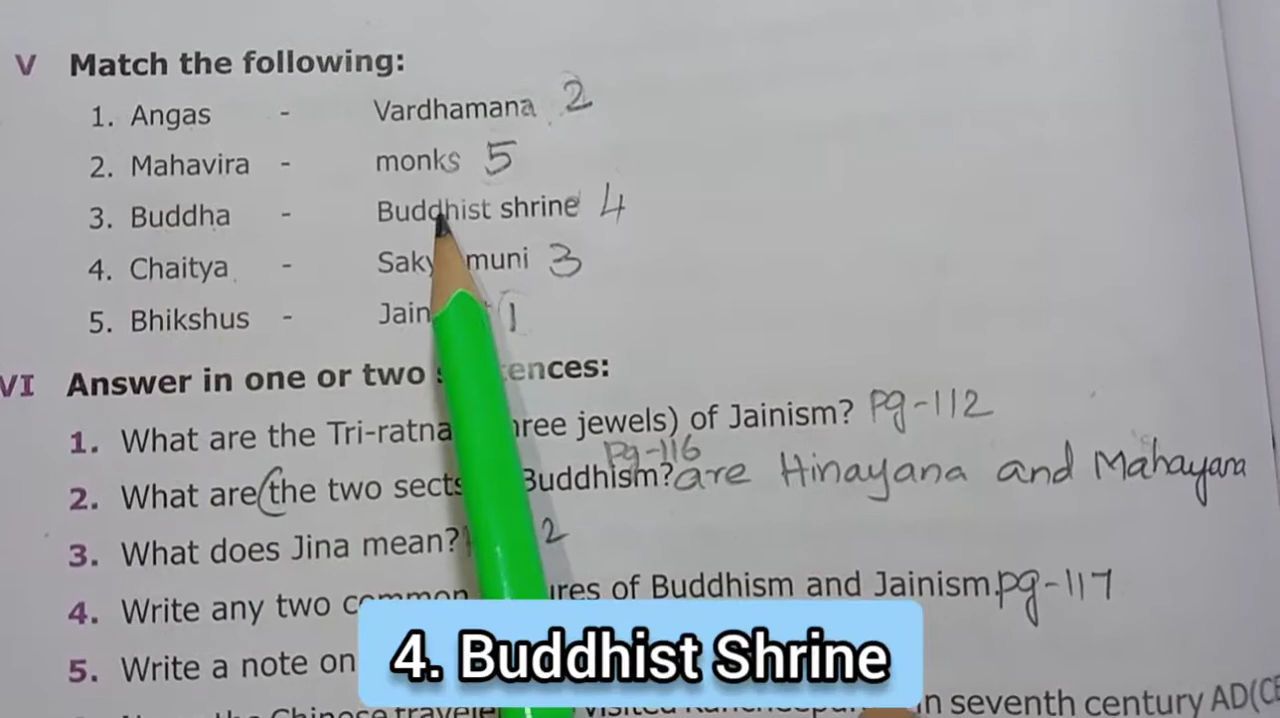 V Match the following:
1. Angas - Vardhamana 2
2. Mahavira - monks 5
3. Buddha - Buddhist shrine 4
4. Chaitya - muni 3
5. Bhikshus - 1
VI Answer in one or two
1. What are the Tri-ratna jewels) of Jainism? Pg-112
Pg-116
2. What are (the two sects Buddhism? are Hinayana and Mahayana
3. What does Jina mean? 2
4. Write any two common of Buddhism and Jainism. pg-117
5. Write a note on
4. Buddhist Shrine
in seventh century